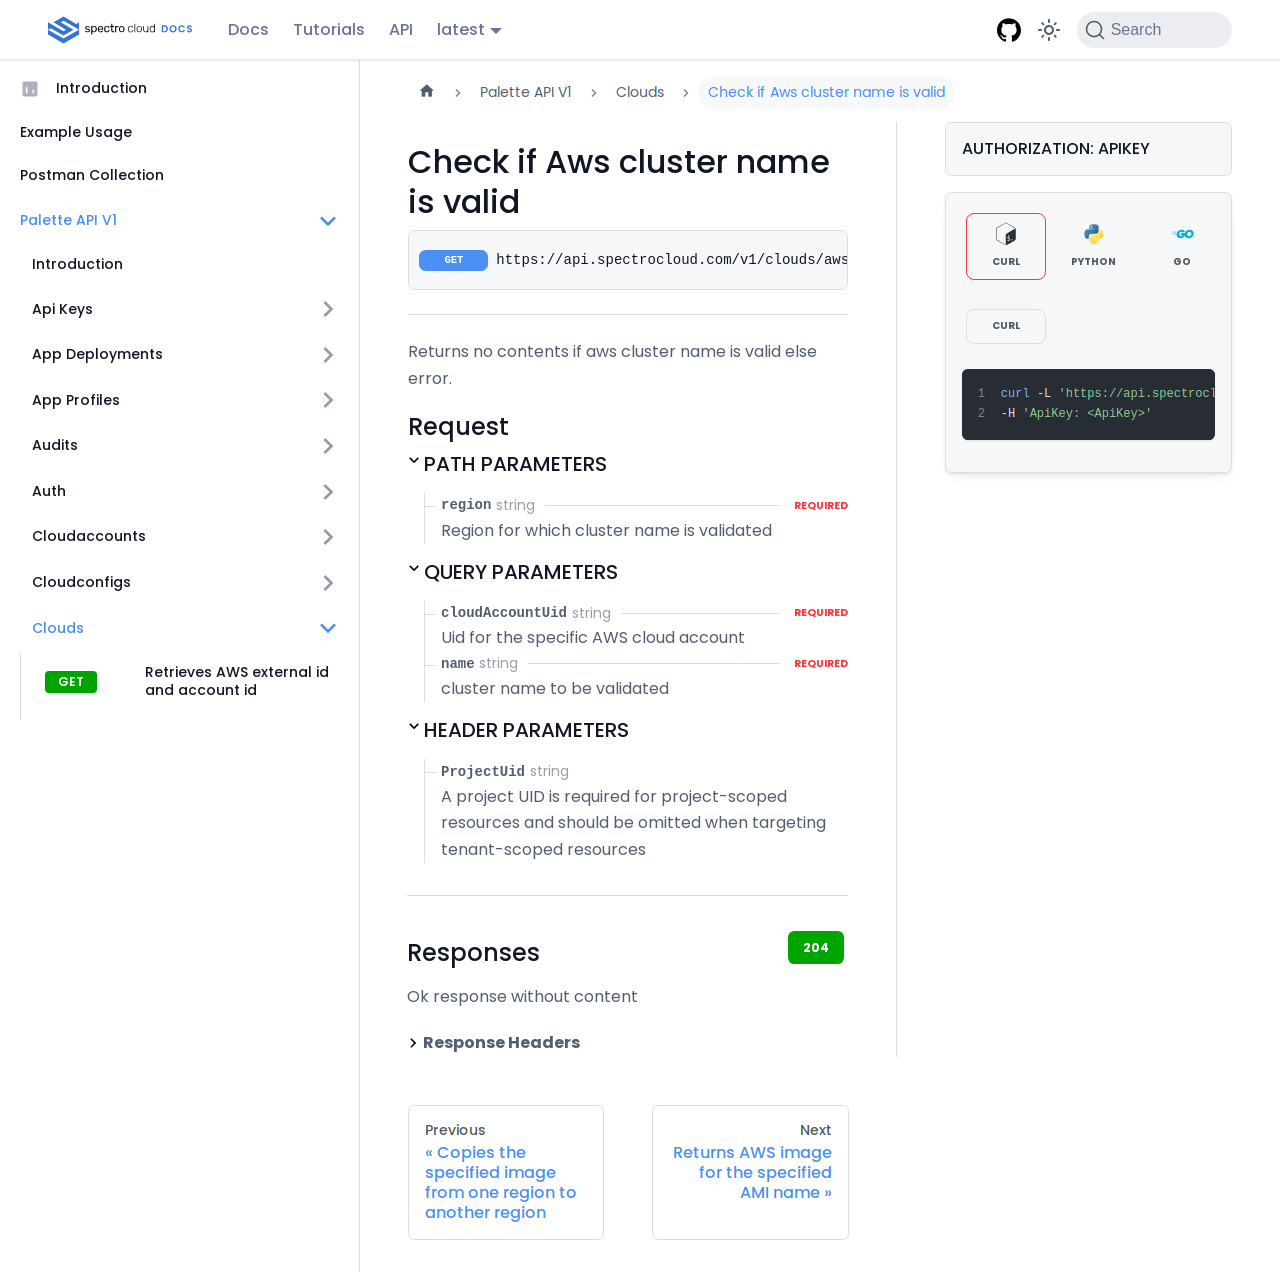 spectro cloud DOCS
Docs
Tutorials
API
latest
Search
Introduction
Example Usage
Postman Collection
Palette API V1
Introduction
Api Keys
App Deployments
App Profiles
Audits
Auth
Cloudaccounts
Cloudconfigs
Clouds
GET
Retrieves AWS external id
and account id
Palette API V1
Clouds
Check if Aws cluster name is valid
Check if Aws cluster name
is valid
GET https://api.spectrocloud.com/v1/clouds/aws
Returns no contents if aws cluster name is valid else
error.
Request
PATH PARAMETERS
region string REQUIRED
Region for which cluster name is validated
QUERY PARAMETERS
cloudAccountUid string REQUIRED
Uid for the specific AWS cloud account
name string REQUIRED
cluster name to be validated
HEADER PARAMETERS
ProjectUid string
A project UID is required for project-scoped
resources and should be omitted when targeting
tenant-scoped resources
Responses
204
Ok response without content
Response Headers
Previous
« Copies the
specified image
from one region to
another region
Next
Returns AWS image
for the specified
AMI name »
AUTHORIZATION: APIKEY
CURL
PYTHON
GO
GO
CURL
1 curl -L 'https://api.spectrocl
2 -H 'ApiKey: <ApiKey>'